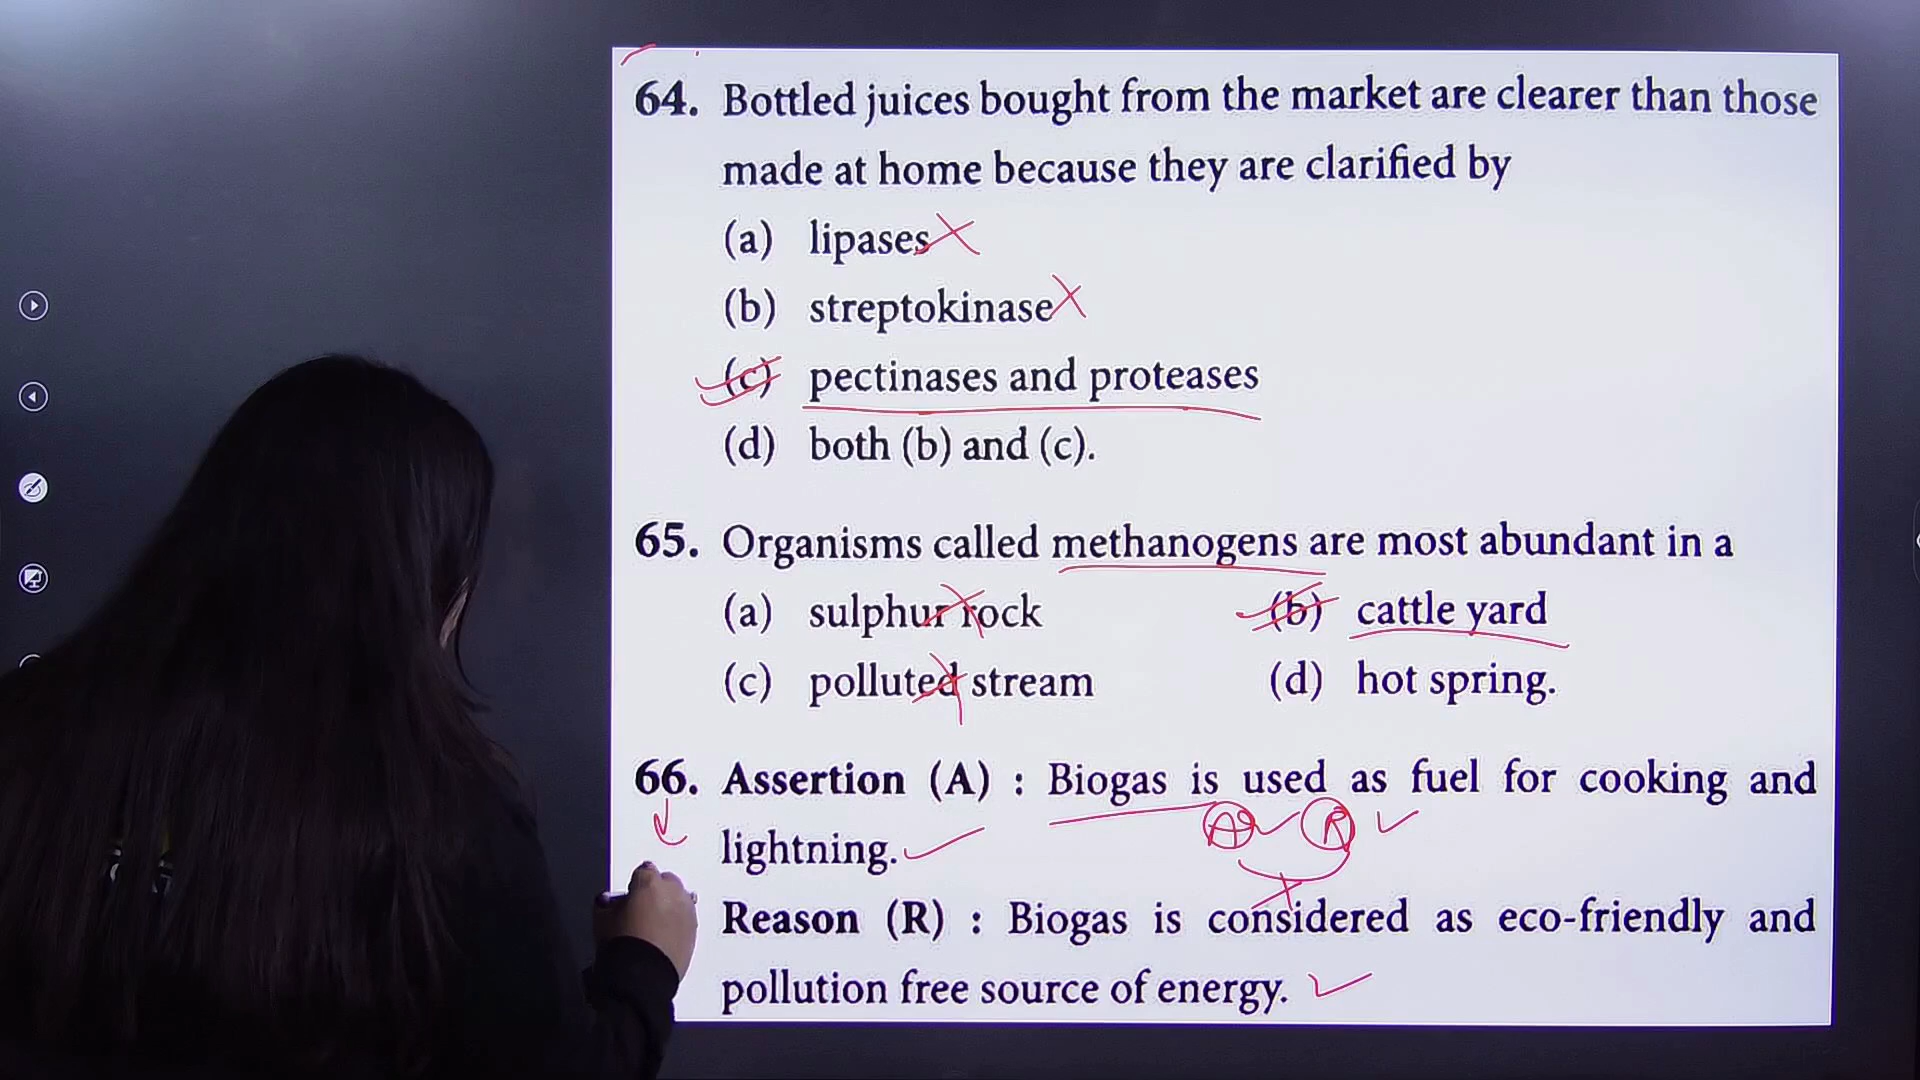 64. Bottled juices bought from the market are clearer than those
made at home because they are clarified by
(a) lipases
(b) streptokinase
(c) pectinases and proteases
(d) both (b) and (c).
65. Organisms called methanogens are most abundant in a
(a) sulphur rock (b) cattle yard
(c) polluted stream (d) hot spring.
66. Assertion (A) : Biogas is used as fuel for cooking and
A R
lightning.
Reason (R) : Biogas is considered as eco-friendly and
pollution free source of energy.